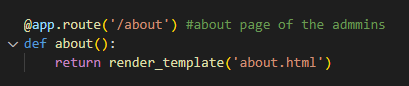 @app.route('/about') #about page of the admmins
def about():
    return render_template('about.html')